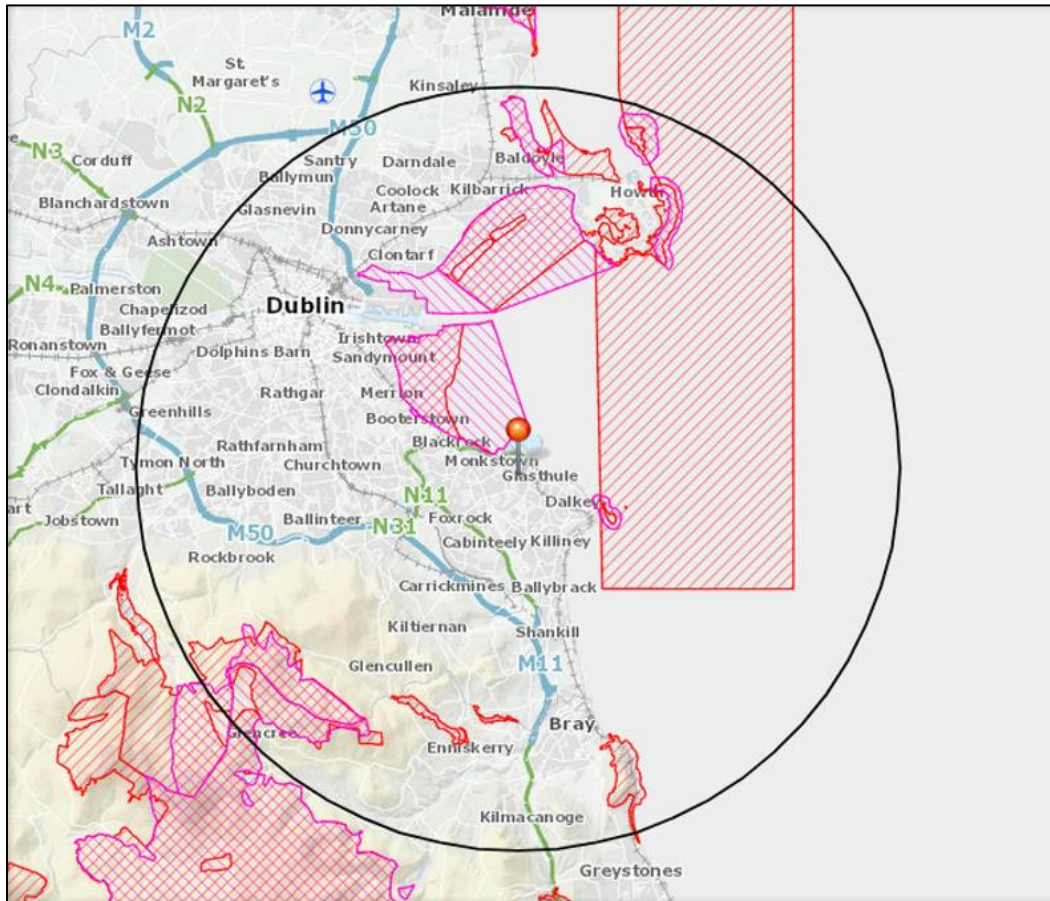 Malahide
M2
St.
Margaret's
Kinsaley
N2
M50
N3
Corduff
Santry
Darndale
Baldoyle
Ballymun
Coolock
Kilbarrick
Howth
Blanchardstown
Glasnevin
Artane
Donnycarney
Ashtown
Clontarf
N4
Palmerston
Chapelizod
Dublin
Ballyfermot
Irishtown
Ronanstown
Dolphins Barn
Sandymount
Fox & Geese
Clondalkin
Rathgar
Merrion
Greenhills
Booterstown
Rathfarnham
Blackrock
Tymon North
Churchtown
Monkstown
Glasthule
Tallaght
Ballyboden
N11
Dalkey
art
Jobstown
M50
Ballinteer
N31
Foxrock
Rockbrook
Cabinteely
Killiney
Carrickmines
Ballybrack
Kiltiernan
Shankill
Glencullen
M11
Glencree
Bray
Enniskerry
Kilmacanoge
Greystones